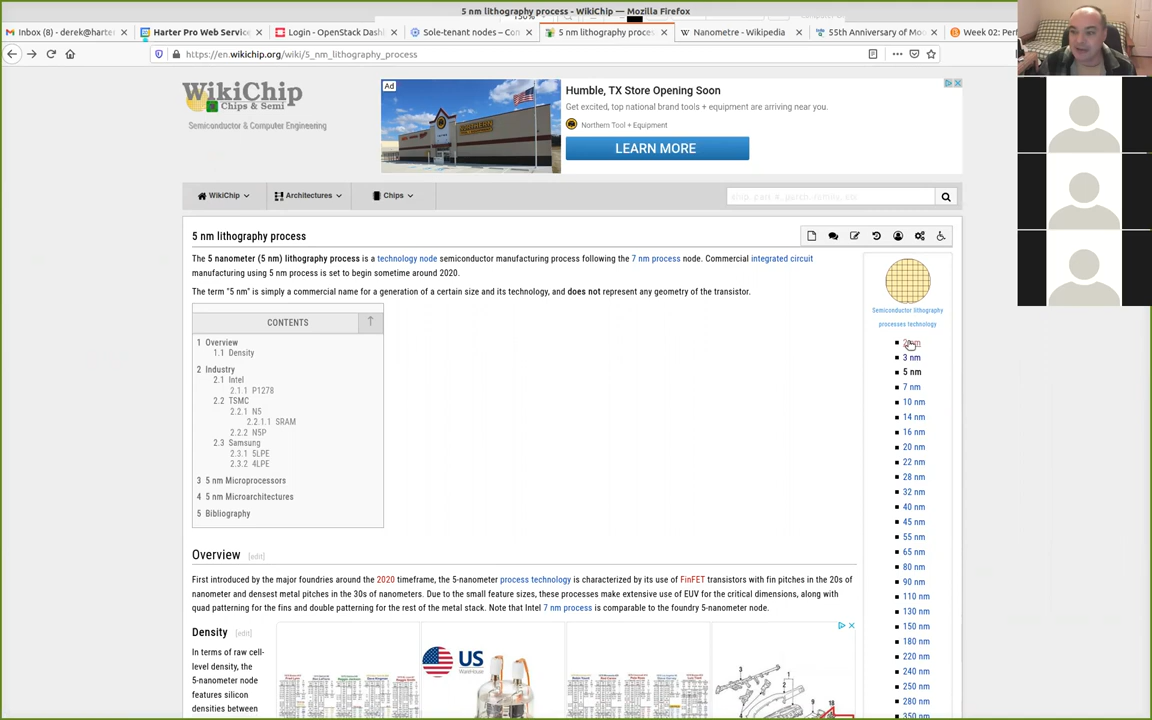 5 nm lithography process - WikiChip — Mozilla Firefox
Inbox (8) - derek@harter
Harter Pro Web Service
Login - OpenStack Dash
Sole-tenant nodes – Con
5 nm lithography proces
Nanometre - Wikipedia
55th Anniversary of Mo
Week 02: Perf
https://en.wikichip.org/wiki/5_nm_lithography_process
WikiChip
Chips & Semi
Semiconductor & Computer Engineering
Ad
Humble, TX Store Opening Soon
Get excited, top national brand tools + equipment are arriving near you.
Northern Tool + Equipment
LEARN MORE
WikiChip
Architectures
Chips
5 nm lithography process
The 5 nanometer (5 nm) lithography process is a technology node semiconductor manufacturing process following the 7 nm process node. Commercial integrated circuit
manufacturing using 5 nm process is set to begin sometime around 2020.
The term "5 nm" is simply a commercial name for a generation of a certain size and its technology, and does not represent any geometry of the transistor.
CONTENTS
1 Overview
1.1 Density
2 Industry
2.1 Intel
2.1.1 P1278
2.2 TSMC
2.2.1 N5
2.2.1.1 SRAM
2.2.2 N5P
2.3 Samsung
2.3.1 5LPE
2.3.2 4LPE
3 5 nm Microprocessors
4 5 nm Microarchitectures
5 Bibliography
Overview [edit]
First introduced by the major foundries around the 2020 timeframe, the 5-nanometer process technology is characterized by its use of FinFET transistors with fin pitches in the 20s of
nanometer and densest metal pitches in the 30s of nanometers. Due to the small feature sizes, these processes make extensive use of EUV for the critical dimensions, along with
quad patterning for the fins and double patterning for the rest of the metal stack. Note that Intel 7 nm process is comparable to the foundry 5-nanometer node.
Density [edit]
In terms of raw cell-
level density, the
5-nanometer node
features silicon
densities between
US
Semiconductor lithography
processes technology
3 nm
5 nm
7 nm
10 nm
14 nm
16 nm
20 nm
22 nm
28 nm
32 nm
40 nm
45 nm
55 nm
65 nm
80 nm
90 nm
110 nm
130 nm
150 nm
180 nm
220 nm
240 nm
250 nm
280 nm
350 nm